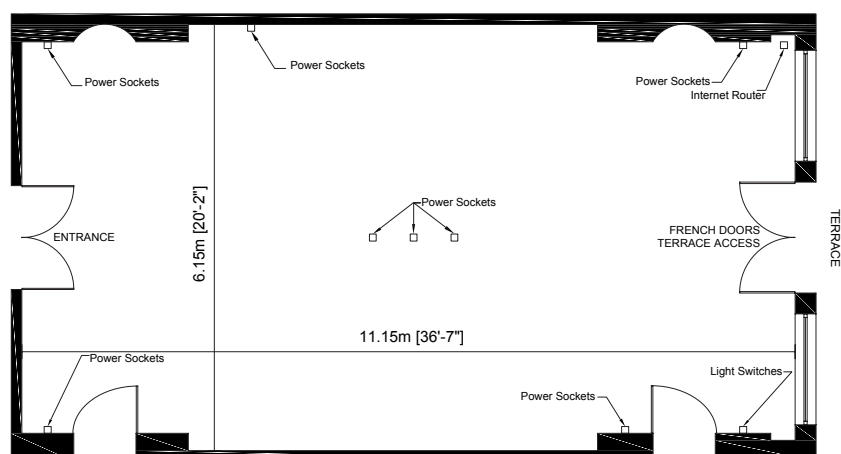 Power Sockets
Power Sockets
Power Sockets
Internet Router
Power Sockets
6.15m [20'-2"]
ENTRANCE
FRENCH DOORS
TERRACE ACCESS
TERRACE
11.15m [36'-7"]
Power Sockets
Light Switches
Power Sockets